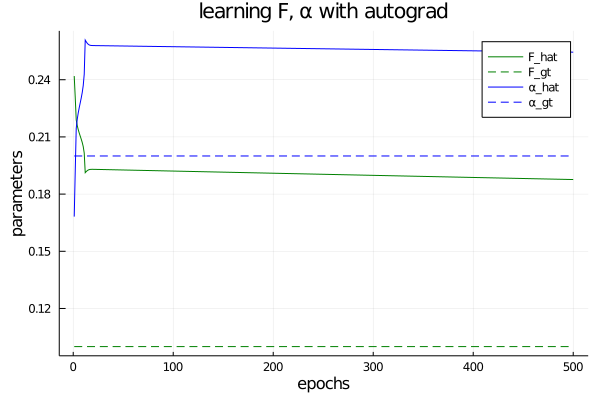 learning F, α with autograd
F_hat
F_gt
α_hat
α_gt
0.24
0.21
0.18
0.15
0.12
parameters
0
100
200
300
400
500
epochs